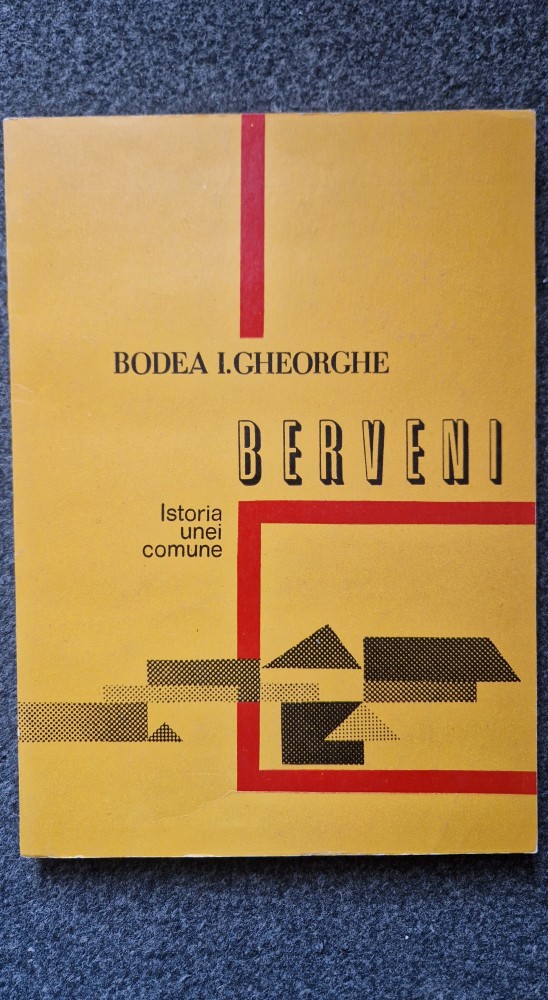 BODEA I.GHEORGHE
BERVENI
Istoria
unei
comune